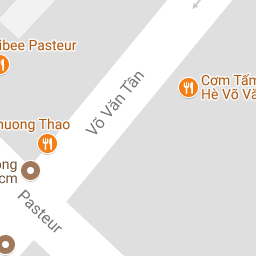 ibee Pasteur
Võ Văn Tần
Cơm Tấm
Hè Võ Vă
huong Thao
ong
cm
Pasteur